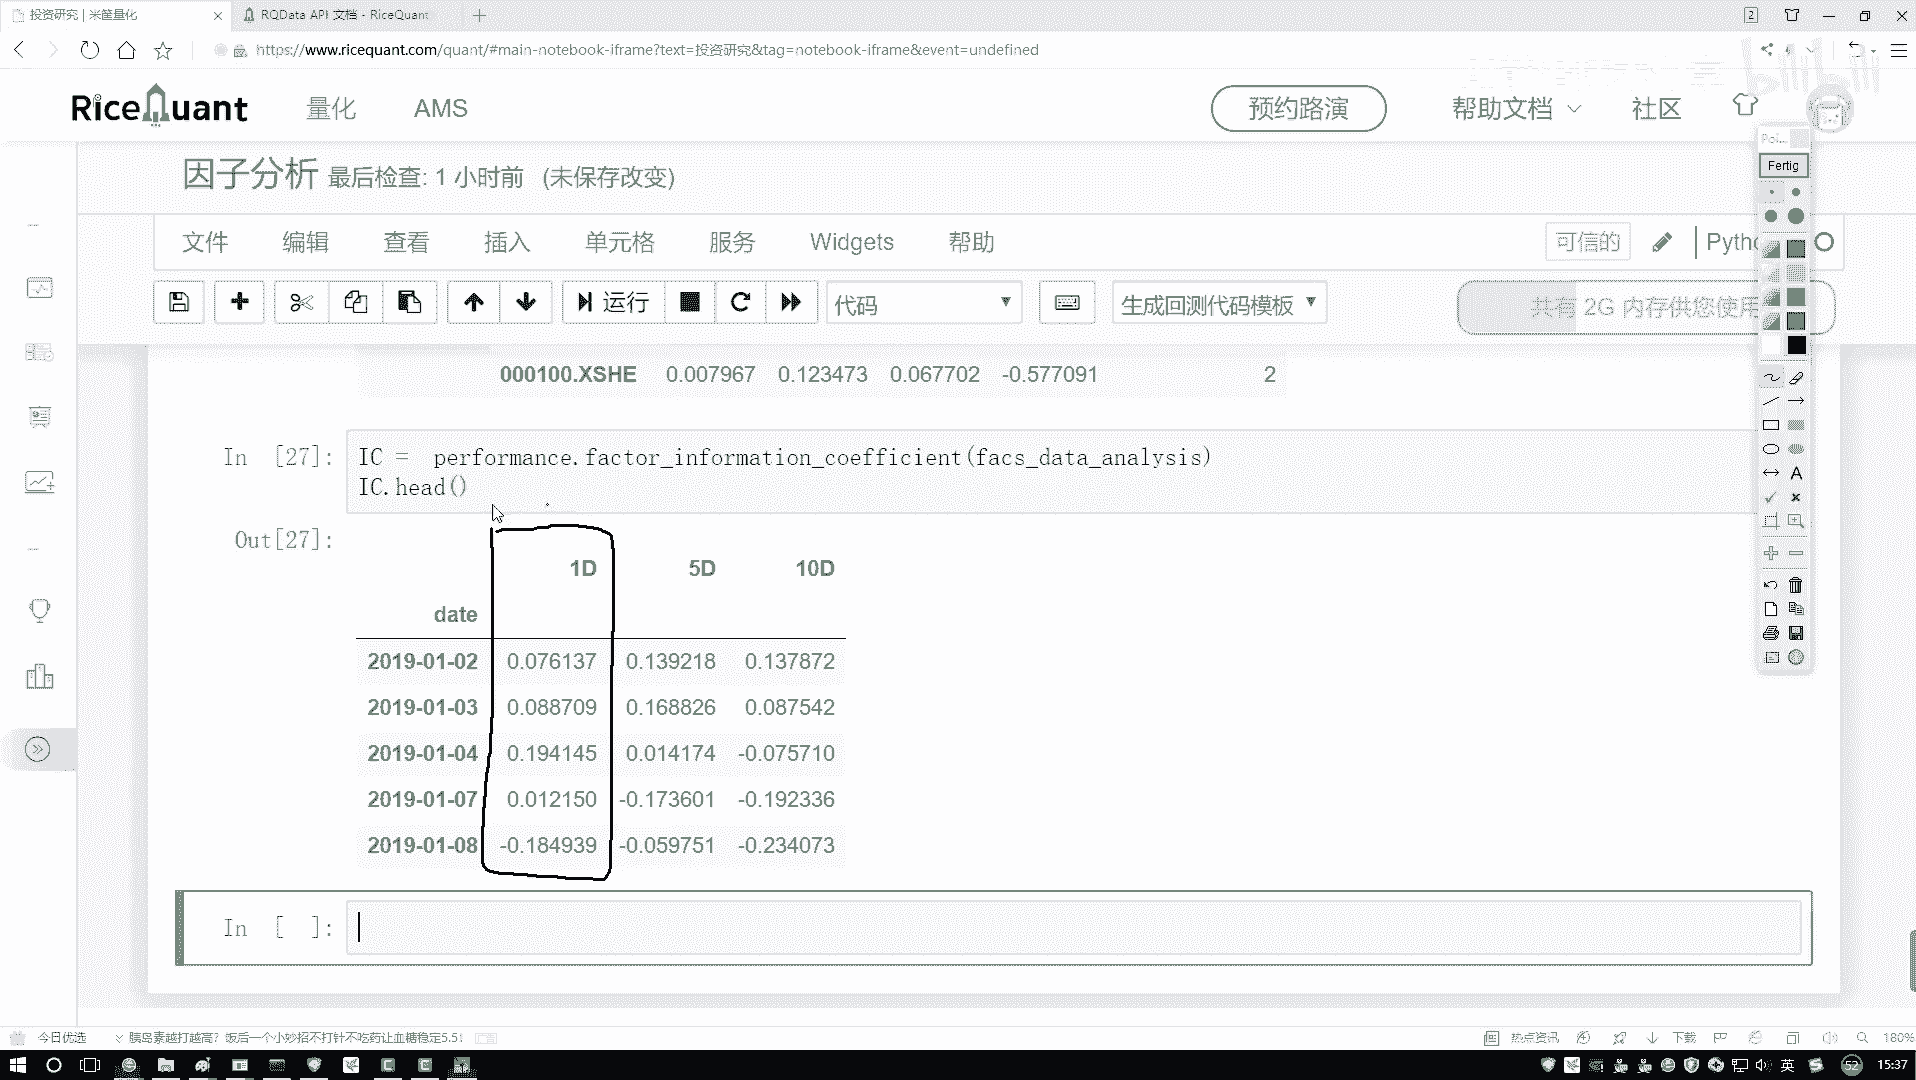 投资研究 | 米筐量化
RQData API 文档 - RiceQuant
2
https://www.ricequant.com/quant/#main-notebook-iframe?text=投资研究&tag=notebook-iframe&event=undefined
bilibili
RiceQuant 量化 AMS 预约路演 帮助文档 社区
因子分析 最后检查: 1 小时前 (未保存改变)
Fertig
文件 编辑 查看 插入 单元格 服务 Widgets 帮助 可信的
运行 代码 生成回测代码模板 共有 2G 内存供您使用
000100.XSHE 0.007967 0.123473 0.067702 -0.577091 2
In [27]: IC = performance.factor_information_coefficient(facs_data_analysis)
IC.head()
Out[27]:
1D 5D 10D
date
2019-01-02 0.076137 0.139218 0.137872
2019-01-03 0.088709 0.168826 0.087542
2019-01-04 0.194145 0.014174 -0.075710
2019-01-07 0.012150 -0.173601 -0.192336
2019-01-08 -0.184939 -0.059751 -0.234073
In [ ]:
今日优选 胰岛素越打越高？饭后一个小妙招不打针不吃药让血糖稳定5.5! 热点资讯 下载 180%
英 52 15:37